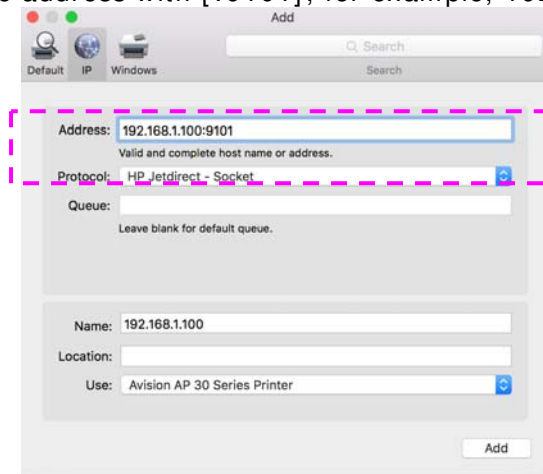 address with [:9101], for example, 192
Add
Search
Default IP Windows Search
Address: 192.168.1.100:9101
Valid and complete host name or address.
Protocol: HP Jetdirect - Socket
Queue:
Leave blank for default queue.
Name: 192.168.1.100
Location:
Use: Avision AP 30 Series Printer
Add